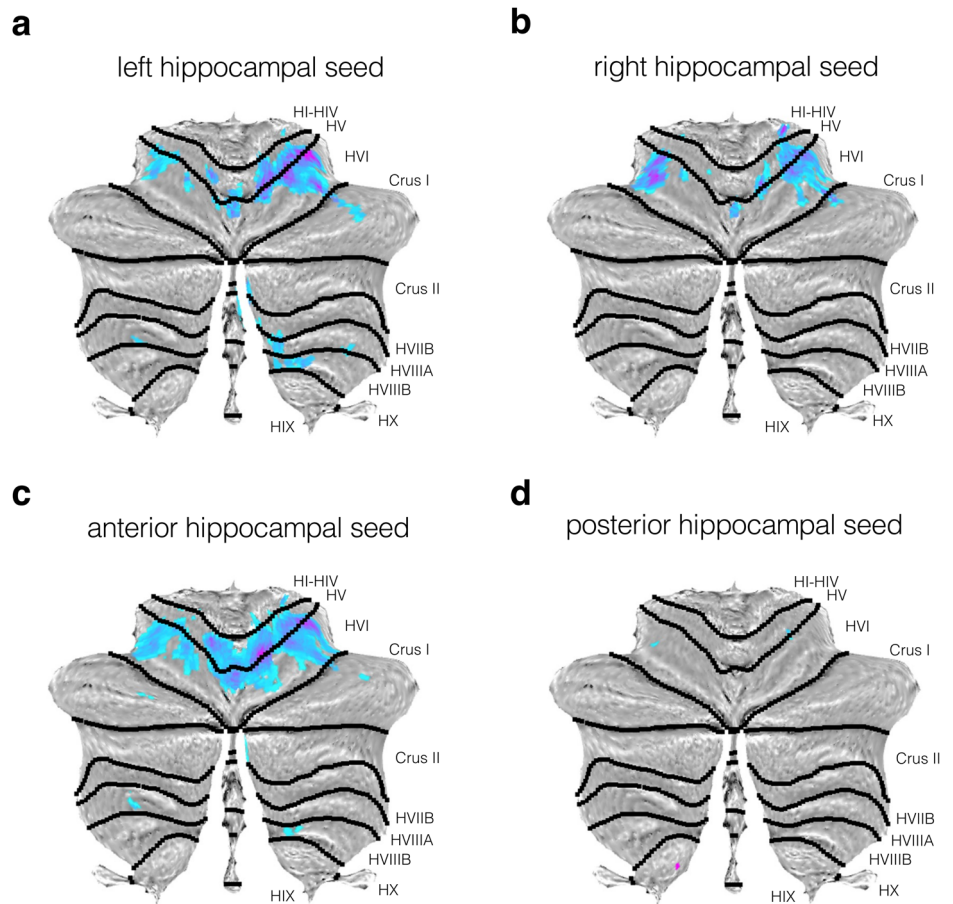 a
left hippocampal seed
HI-HIV
HV
HVI
Crus I
Crus II
HVIIB
HVIIIA
HVIIIB
HX
HIX
b
right hippocampal seed
HI-HIV
HV
HVI
Crus I
Crus II
HVIIB
HVIIIA
HVIIIB
HX
HIX
c
anterior hippocampal seed
HI-HIV
HV
HVI
Crus I
Crus II
HVIIB
HVIIIA
HVIIIB
HX
HIX
d
posterior hippocampal seed
HI-HIV
HV
HVI
Crus I
Crus II
HVIIB
HVIIIA
HVIIIB
HX
HIX